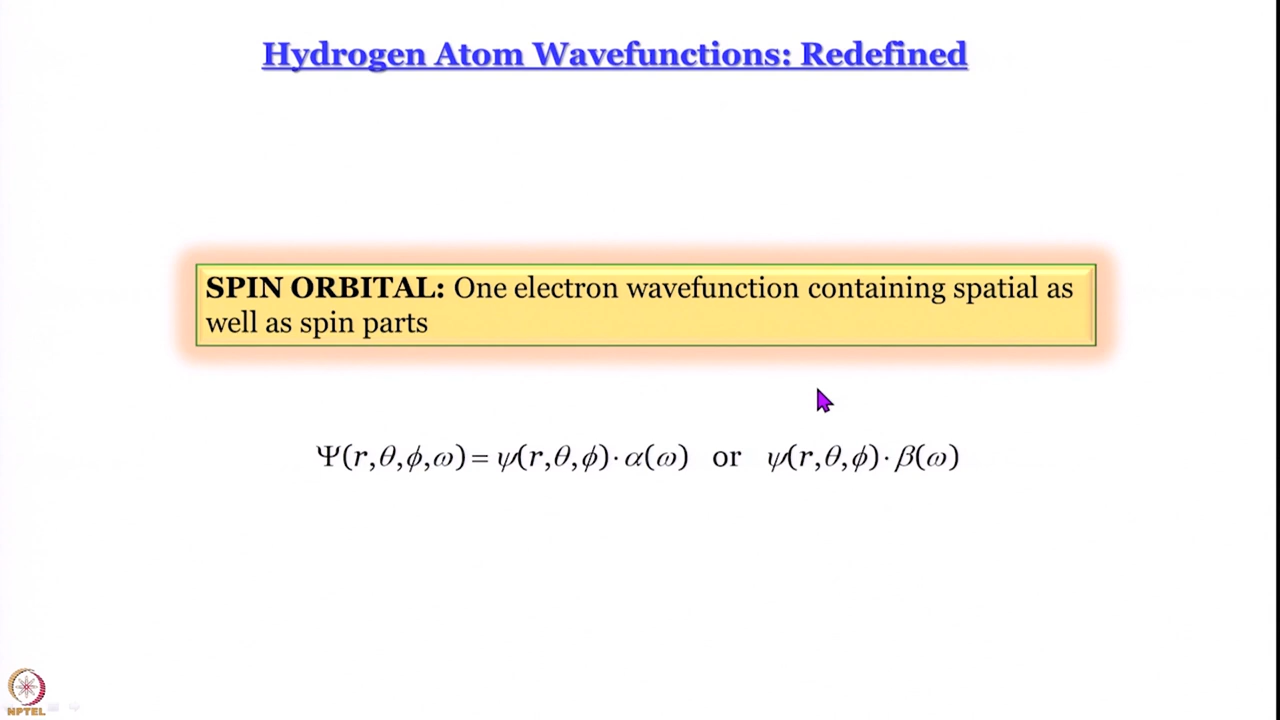 Hydrogen Atom Wavefunctions: Redefined
SPIN ORBITAL: One electron wavefunction containing spatial as
well as spin parts
Ψ(r,θ,ϕ,ω)= ψ(r,θ,ϕ)·α(ω) or ψ(r,θ,ϕ)·β(ω)
NPTEL